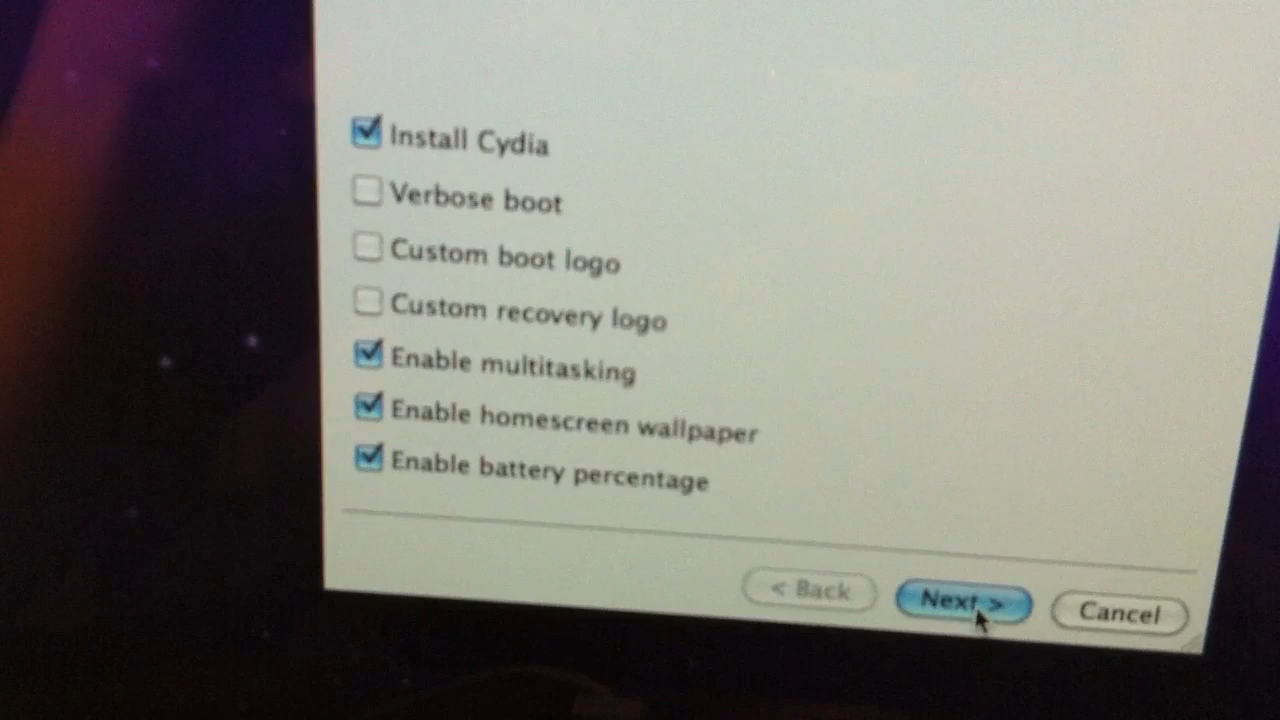 Install Cydia
Verbose boot
Custom boot logo
Custom recovery logo
Enable multitasking
Enable homescreen wallpaper
Enable battery percentage
< Back Next > Cancel